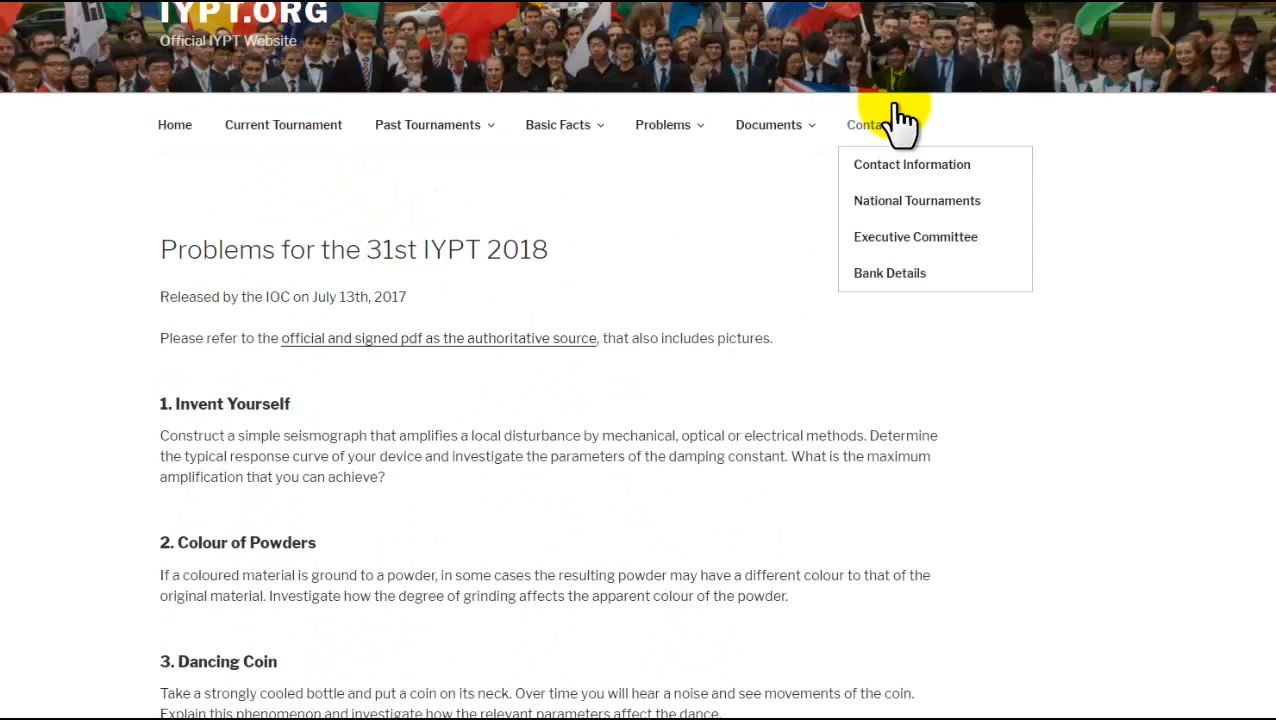 IYPT.ORG
Official IYPT Website
Home Current Tournament Past Tournaments Basic Facts Problems Documents
Contact Information
National Tournaments
Executive Committee
Bank Details
Problems for the 31st IYPT 2018
Released by the IOC on July 13th, 2017
Please refer to the official and signed pdf as the authoritative source, that also includes pictures.
1. Invent Yourself
Construct a simple seismograph that amplifies a local disturbance by mechanical, optical or electrical methods. Determine
the typical response curve of your device and investigate the parameters of the damping constant. What is the maximum
amplification that you can achieve?
2. Colour of Powders
If a coloured material is ground to a powder, in some cases the resulting powder may have a different colour to that of the
original material. Investigate how the degree of grinding affects the apparent colour of the powder.
3. Dancing Coin
Take a strongly cooled bottle and put a coin on its neck. Over time you will hear a noise and see movements of the coin.
Explain this phenomenon and investigate how the relevant parameters affect the dance.